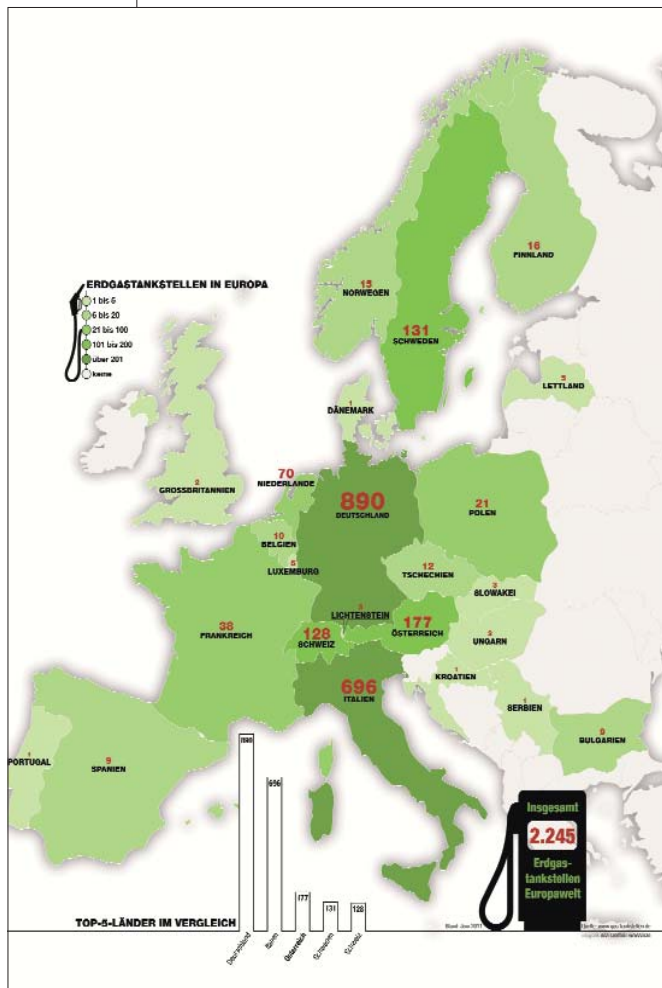 ERDGASTANKSTELLEN IN EUROPA
1 bis 5
6 bis 20
21 bis 100
101 bis 200
über 201
keine
16
FINNLAND
15
NORWEGEN
131
SCHWEDEN
5
LETTLAND
1
DÄNEMARK
2
GROSSBRITANNIEN
70
NIEDERLANDE
890
DEUTSCHLAND
21
POLEN
10
BELGIEN
LUXEMBURG
12
TSCHECHIEN
3
SLOWAKEI
LICHTENSTEIN
38
FRANKREICH
128
SCHWEIZ
177
ÖSTERREICH
UNGARN
1
KROATIEN
696
ITALIEN
1
SERBIEN
BULGARIEN
1
PORTUGAL
9
SPANIEN
890
696
177
131
128
TOP-5-LÄNDER IM VERGLEICH
Deutschland
Italien
Österreich
Schweden
Schweiz
Insgesamt
2.245
Erdgas-
tankstellen
Europawelt